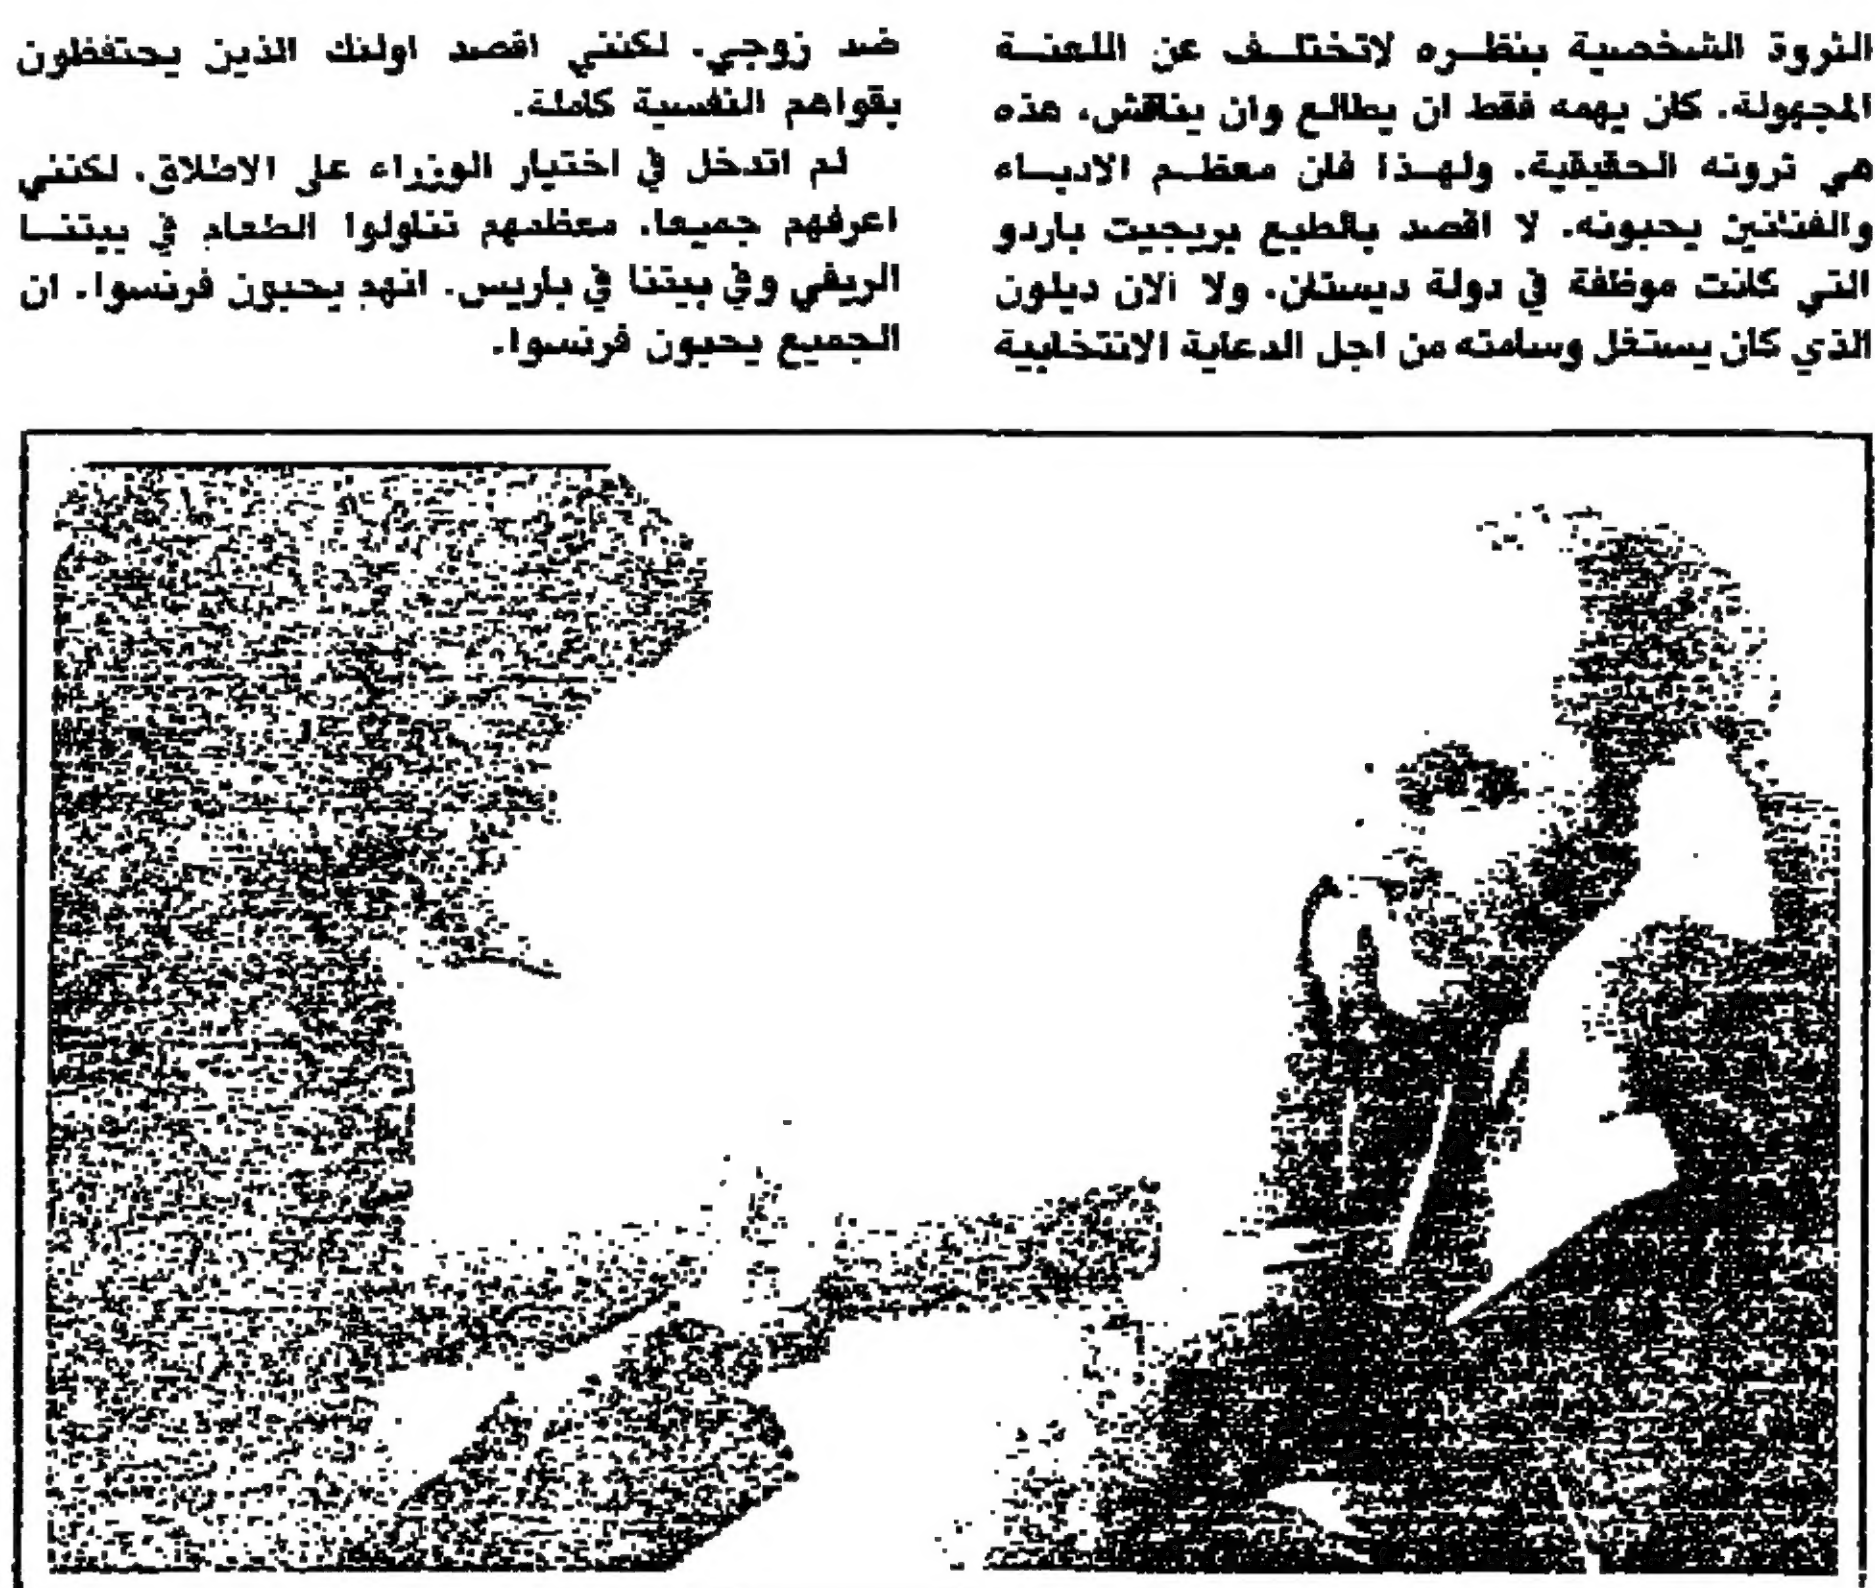 الثروة الشخصية بنظره لاتختلف عن اللعنة
المجهولة. كان يهمه فقط ان يطالع وان يناقش، هذه
هي ثروته الحقيقية. ولهذا فان معظم الادباء
والفنانين يحبونه. لا اقصد بالطبع بريجيت باردو
التي كانت موظفة في دولة ديستان. ولا الان ديلون
الذي كان يستغل وسامته من اجل الدعاية الانتخابية
ضد زوجي. لكنني اقصد اولئك الذين يحتفظون
بقواهم النفسية كاملة.
لم اتدخل في اختيار الوزراء على الاطلاق. لكنني
اعرفهم جميعا. معظمهم تناولوا الطعام في بيتنا
الريفي وفي بيتنا في باريس. انهم يحبون فرنسوا. ان
الجميع يحبون فرنسوا.